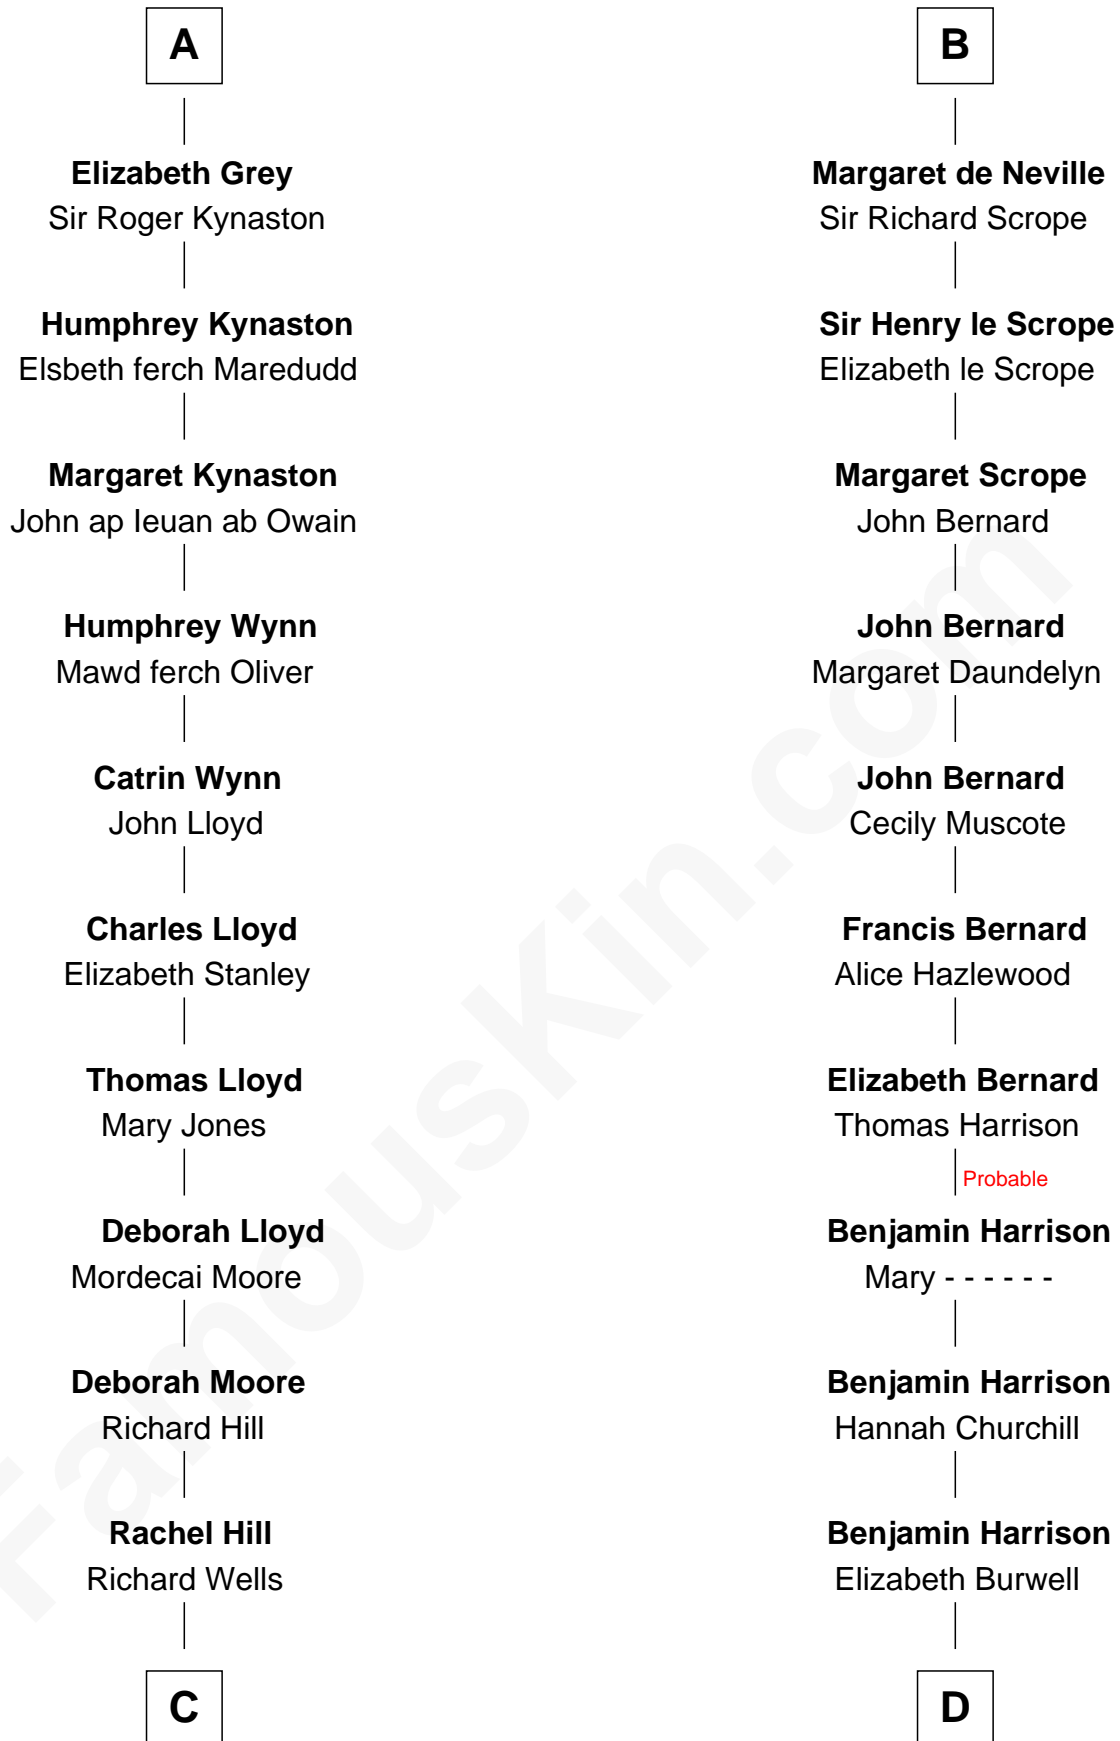 A
Elizabeth Grey
Sir Roger Kynaston
Humphrey Kynaston
Elsbeth ferch Maredudd
Margaret Kynaston
John ap Ieuan ab Owain
Humphrey Wynn
Mawd ferch Oliver
Catrin Wynn
John Lloyd
Charles Lloyd
Elizabeth Stanley
Thomas Lloyd
Mary Jones
Deborah Lloyd
Mordecai Moore
Deborah Moore
Richard Hill
Rachel Hill
Richard Wells
C
B
Margaret de Neville
Sir Richard Scrope
Sir Henry le Scrope
Elizabeth le Scrope
Margaret Scrope
John Bernard
John Bernard
Margaret Daundelyn
John Bernard
Cecily Muscote
Francis Bernard
Alice Hazlewood
Elizabeth Bernard
Thomas Harrison
Probable
Benjamin Harrison
Mary - - - - - -
Benjamin Harrison
Hannah Churchill
Benjamin Harrison
Elizabeth Burwell
D
FamousKin.com